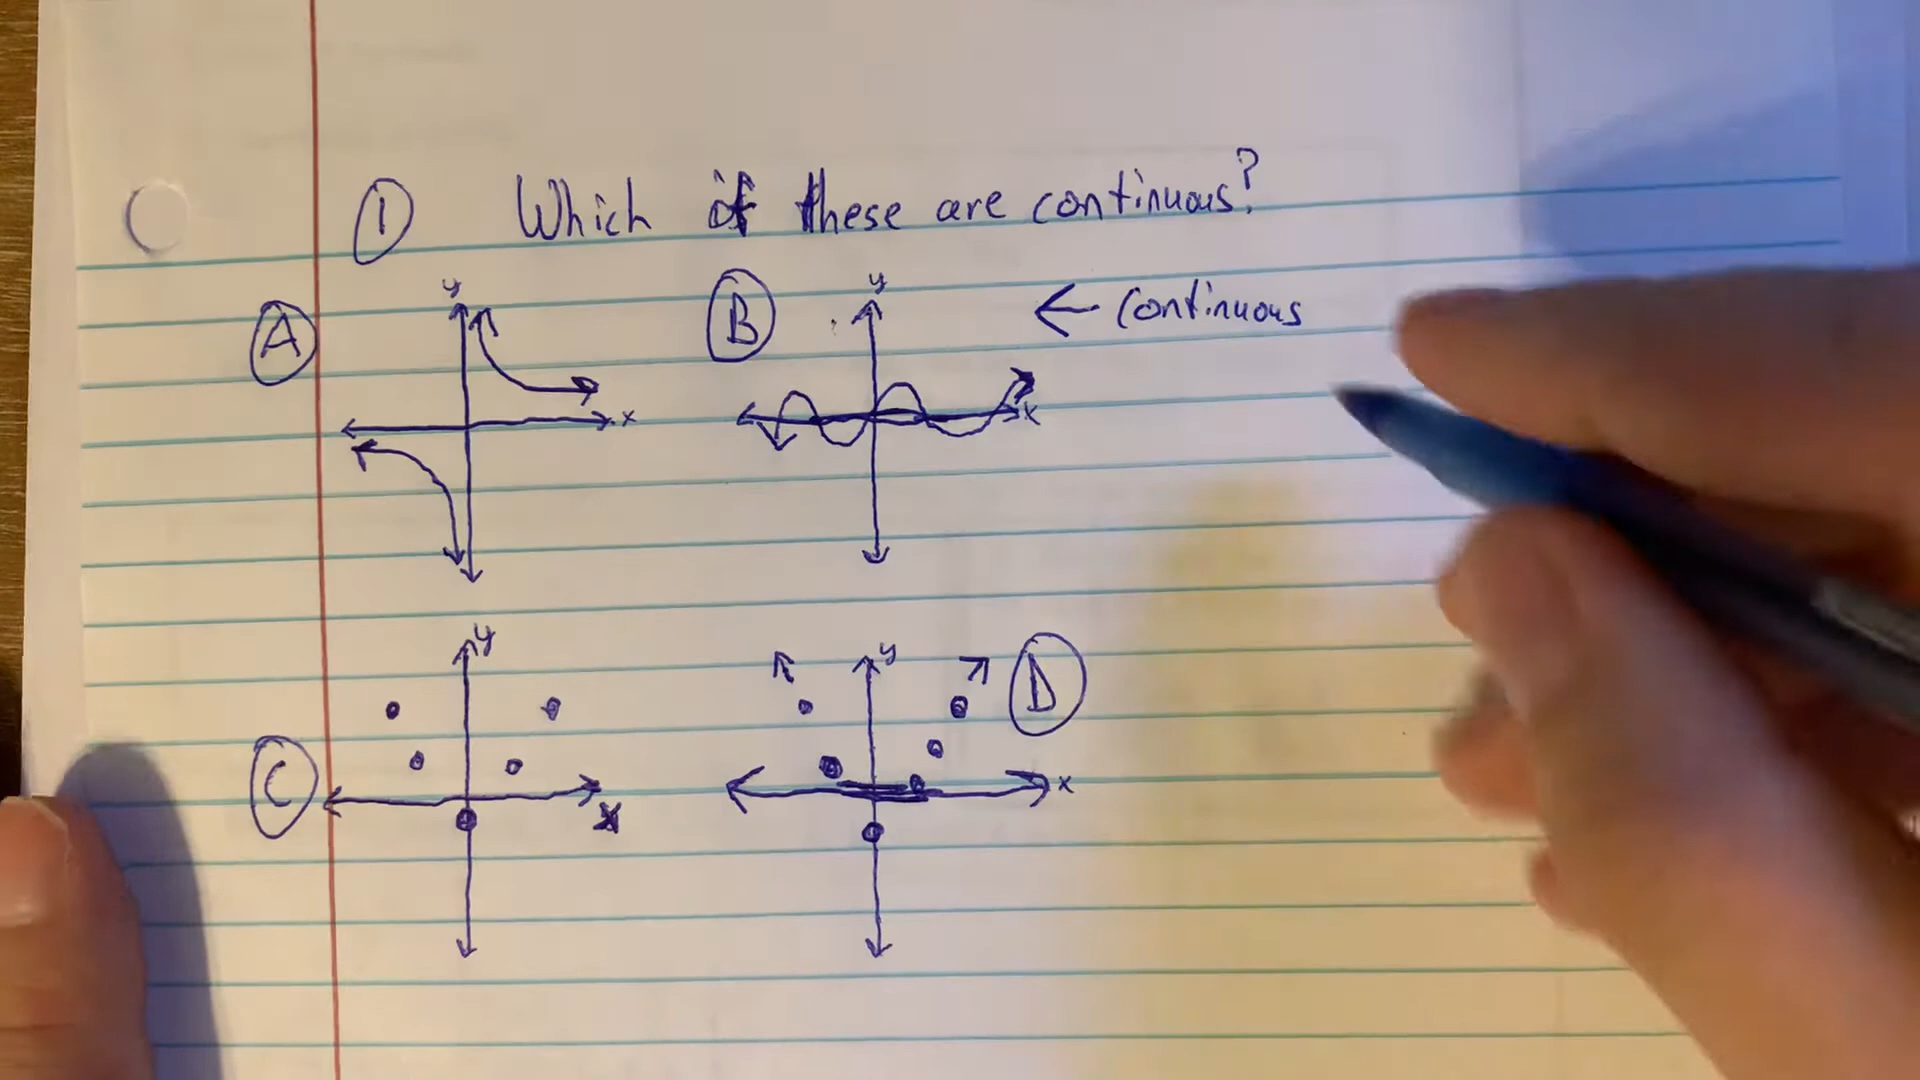 ① Which of these are continuous?
A y x
B y x ← Continuous
C y x
y x D